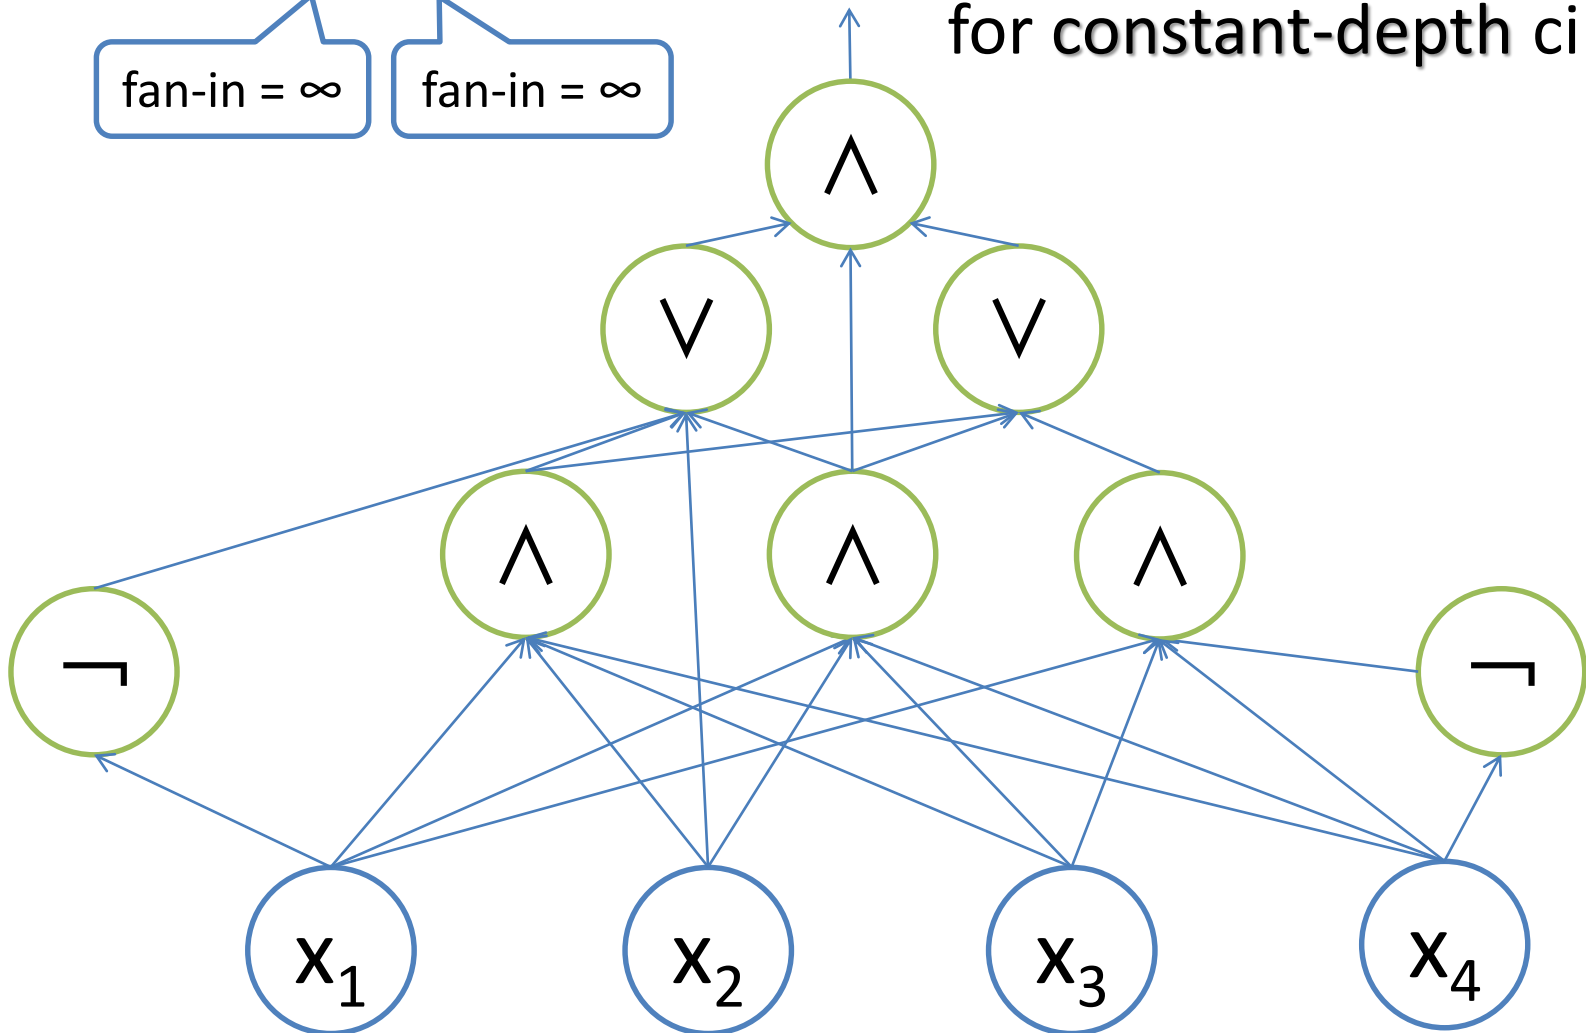 for constant-depth ci
fan-in = ∞ fan-in = ∞
∧
∨ ∨
∧ ∧ ∧
¬ ¬
x₁ x₂ x₃ x₄